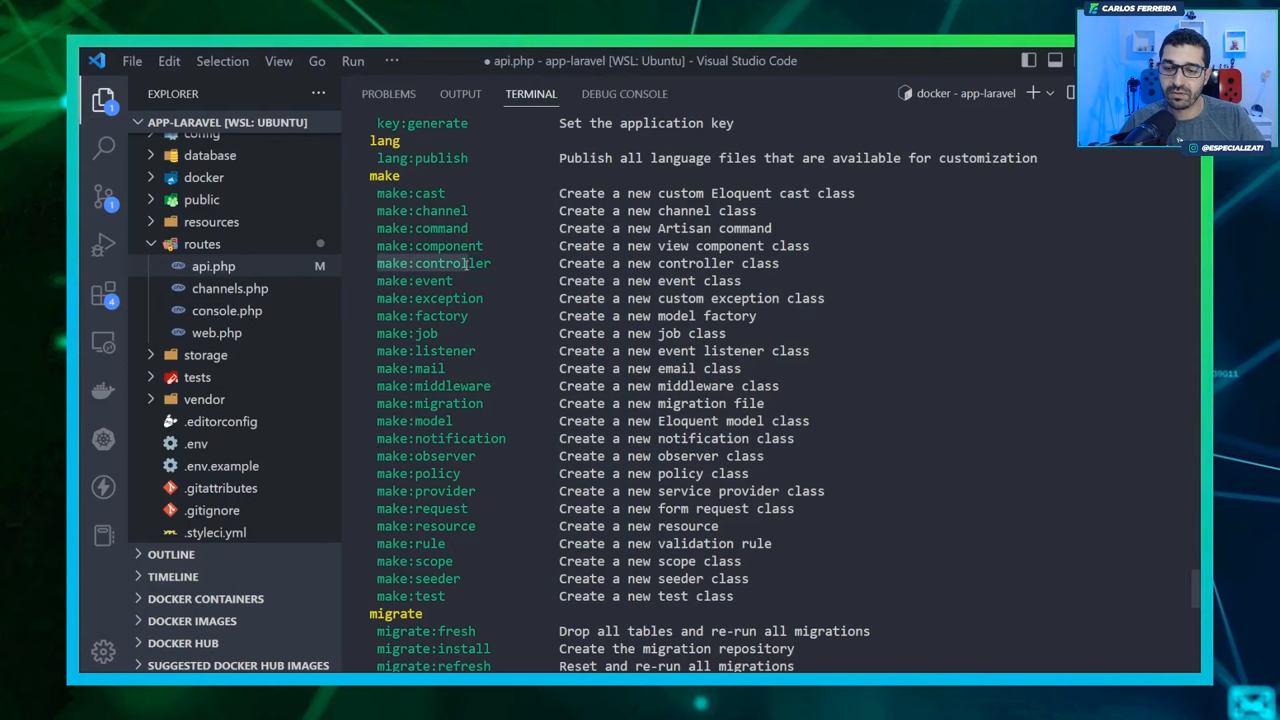 CARLOS FERREIRA
@ESPECIALIZATI
File Edit Selection View Go Run ···
● api.php - app-laravel [WSL: Ubuntu] - Visual Studio Code
EXPLORER ···
APP-LARAVEL [WSL: UBUNTU]
config
database
docker
public
resources
routes
api.php M
channels.php
console.php
web.php
storage
tests
vendor
.editorconfig
.env
.env.example
.gitattributes
.gitignore
.styleci.yml
OUTLINE
TIMELINE
DOCKER CONTAINERS
DOCKER IMAGES
DOCKER HUB
SUGGESTED DOCKER HUB IMAGES
1
1
4
PROBLEMS OUTPUT TERMINAL DEBUG CONSOLE
docker - app-laravel
key:generate Set the application key
lang
lang:publish Publish all language files that are available for customization
make
make:cast Create a new custom Eloquent cast class
make:channel Create a new channel class
make:command Create a new Artisan command
make:component Create a new view component class
make:controller Create a new controller class
make:event Create a new event class
make:exception Create a new custom exception class
make:factory Create a new model factory
make:job Create a new job class
make:listener Create a new event listener class
make:mail Create a new email class
make:middleware Create a new middleware class
make:migration Create a new migration file
make:model Create a new Eloquent model class
make:notification Create a new notification class
make:observer Create a new observer class
make:policy Create a new policy class
make:provider Create a new service provider class
make:request Create a new form request class
make:resource Create a new resource
make:rule Create a new validation rule
make:scope Create a new scope class
make:seeder Create a new seeder class
make:test Create a new test class
migrate
migrate:fresh Drop all tables and re-run all migrations
migrate:install Create the migration repository
migrate:refresh Reset and re-run all migrations